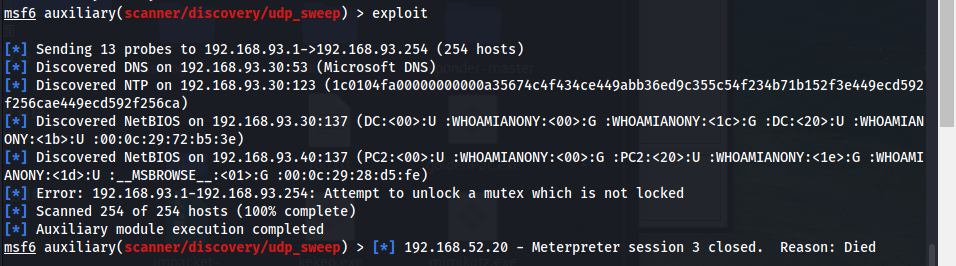 msf6 auxiliary(scanner/discovery/udp_sweep) > exploit
[*] Sending 13 probes to 192.168.93.1->192.168.93.254 (254 hosts)
[*] Discovered DNS on 192.168.93.30:53 (Microsoft DNS)
[*] Discovered NTP on 192.168.93.30:123 (1c0104fa00000000000a35674c4f434ce449abb36ed9c355c54f234b71b152f3e449ecd592
f256cae449ecd592f256ca)
[*] Discovered NetBIOS on 192.168.93.30:137 (DC:<00>:U :WHOAMIANONY:<00>:G :WHOAMIANONY:<1c>:G :DC:<20>:U :WHOAMIAN
ONY:<1b>:U :00:0c:29:72:b5:3e)
[*] Discovered NetBIOS on 192.168.93.40:137 (PC2:<00>:U :WHOAMIANONY:<00>:G :PC2:<20>:U :WHOAMIANONY:<1e>:G :WHOAMI
ANONY:<1d>:U :__MSBROWSE__:<01>:G :00:0c:29:28:d5:fe)
[*] Error: 192.168.93.1-192.168.93.254: Attempt to unlock a mutex which is not locked
[*] Scanned 254 of 254 hosts (100% complete)
[*] Auxiliary module execution completed
msf6 auxiliary(scanner/discovery/udp_sweep) > [*] 192.168.52.20 - Meterpreter session 3 closed.  Reason: Died